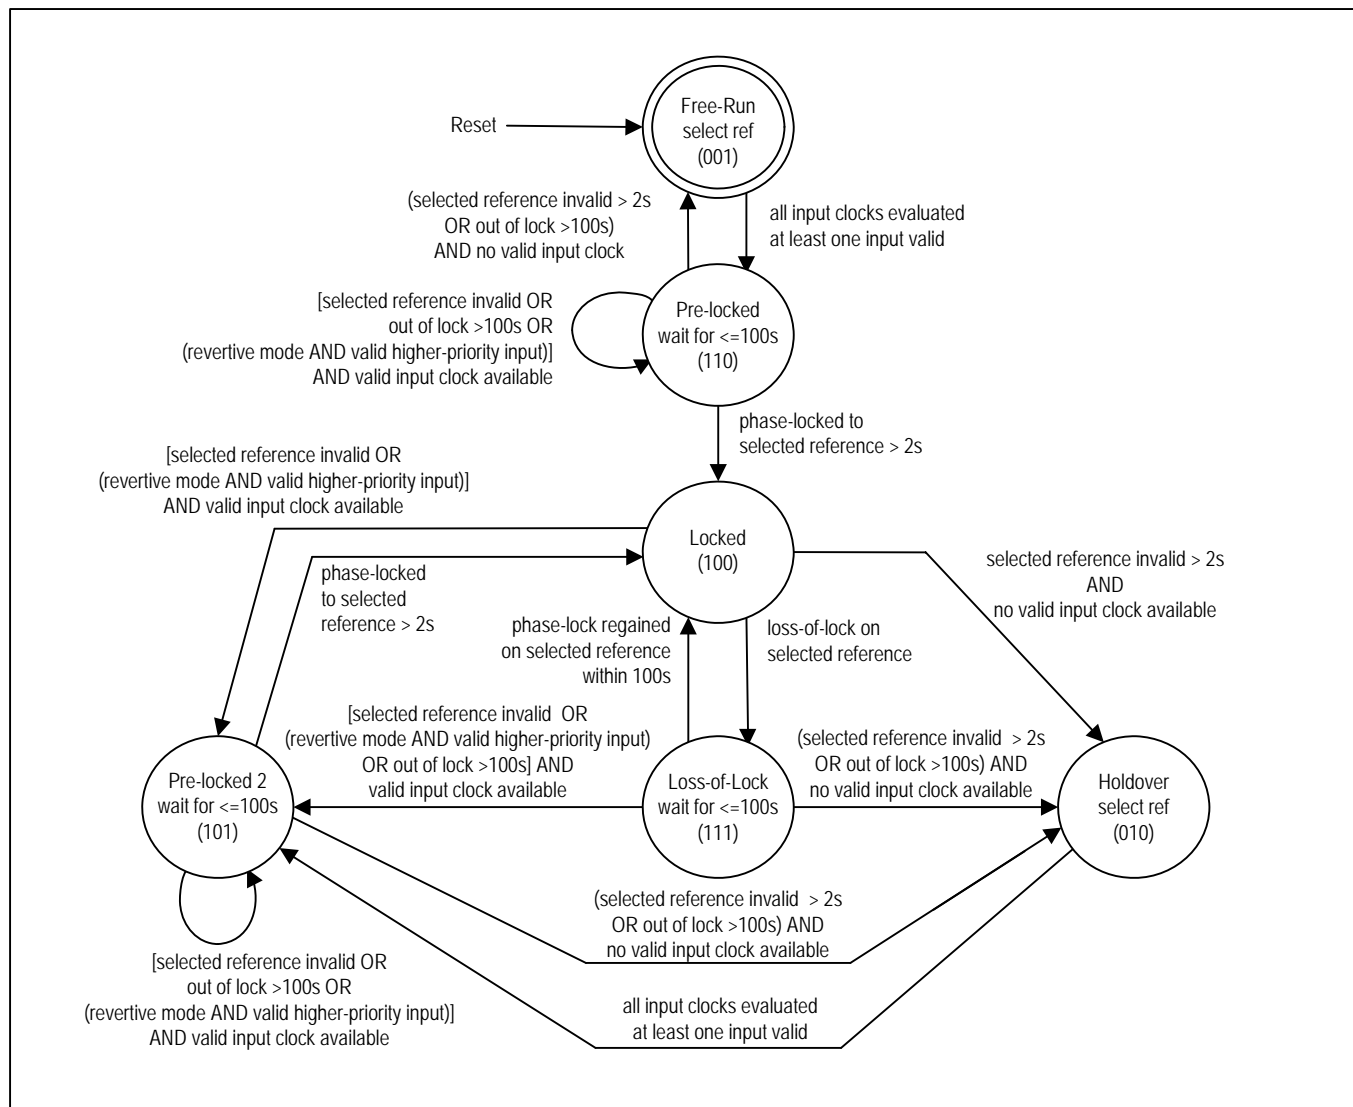 Free-Run
select ref
(001)
Reset
(selected reference invalid > 2s
OR out of lock >100s)
AND no valid input clock
all input clocks evaluated
at least one input valid
[selected reference invalid OR
out of lock >100s OR
(revertive mode AND valid higher-priority input)]
AND valid input clock available
Pre-locked
wait for <=100s
(110)
phase-locked to
selected reference > 2s
[selected reference invalid OR
(revertive mode AND valid higher-priority input)]
AND valid input clock available
Locked
(100)
phase-locked
to selected
reference > 2s
selected reference invalid > 2s
AND
no valid input clock available
phase-lock regained
on selected reference
within 100s
loss-of-lock on
selected reference
[selected reference invalid OR
(revertive mode AND valid higher-priority input)
OR out of lock >100s] AND
valid input clock available
(selected reference invalid > 2s
OR out of lock >100s) AND
no valid input clock available
Pre-locked 2
wait for <=100s
(101)
Loss-of-Lock
wait for <=100s
(111)
Holdover
select ref
(010)
(selected reference invalid > 2s
OR out of lock >100s) AND
no valid input clock available
[selected reference invalid OR
out of lock >100s OR
(revertive mode AND valid higher-priority input)]
AND valid input clock available
all input clocks evaluated
at least one input valid